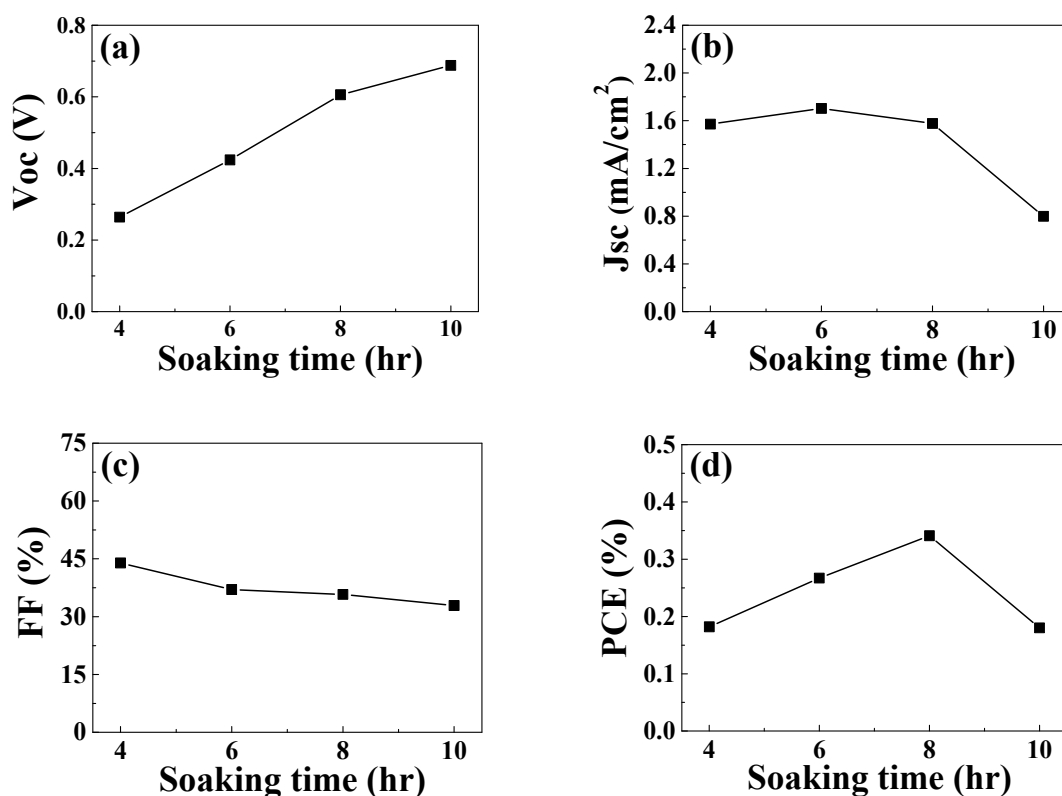 (a)
Voc (V)
0.8
0.6
0.4
0.2
0.0
4 6 8 10
Soaking time (hr)
(b)
Jsc (mA/cm²)
2.4
2.0
1.6
1.2
0.8
0.4
0.0
4 6 8 10
Soaking time (hr)
(c)
FF (%)
75
60
45
30
15
0
4 6 8 10
Soaking time (hr)
(d)
PCE (%)
0.5
0.4
0.3
0.2
0.1
0.0
4 6 8 10
Soaking time (hr)